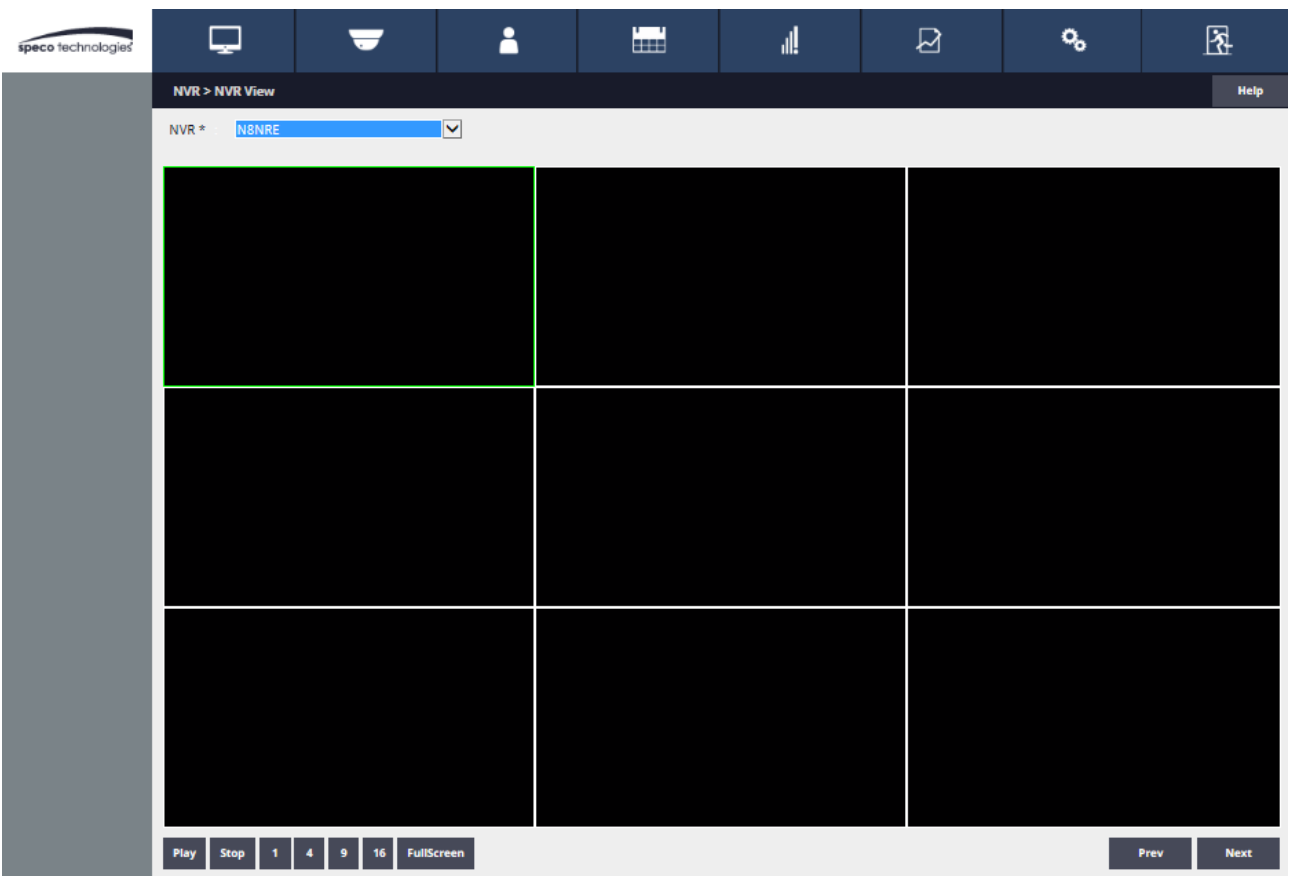 speco technologies
NVR > NVR View
Help
NVR *
N8NRE
Play Stop 1 4 9 16 FullScreen Prev Next